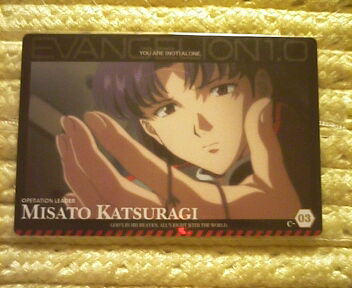 EVANGELION:1.0
YOU ARE (NOT) ALONE.
OPERATION LEADER
MISATO KATSURAGI
C- 03
GOD'S IN HIS HEAVEN. ALL'S RIGHT WITH THE WORLD.